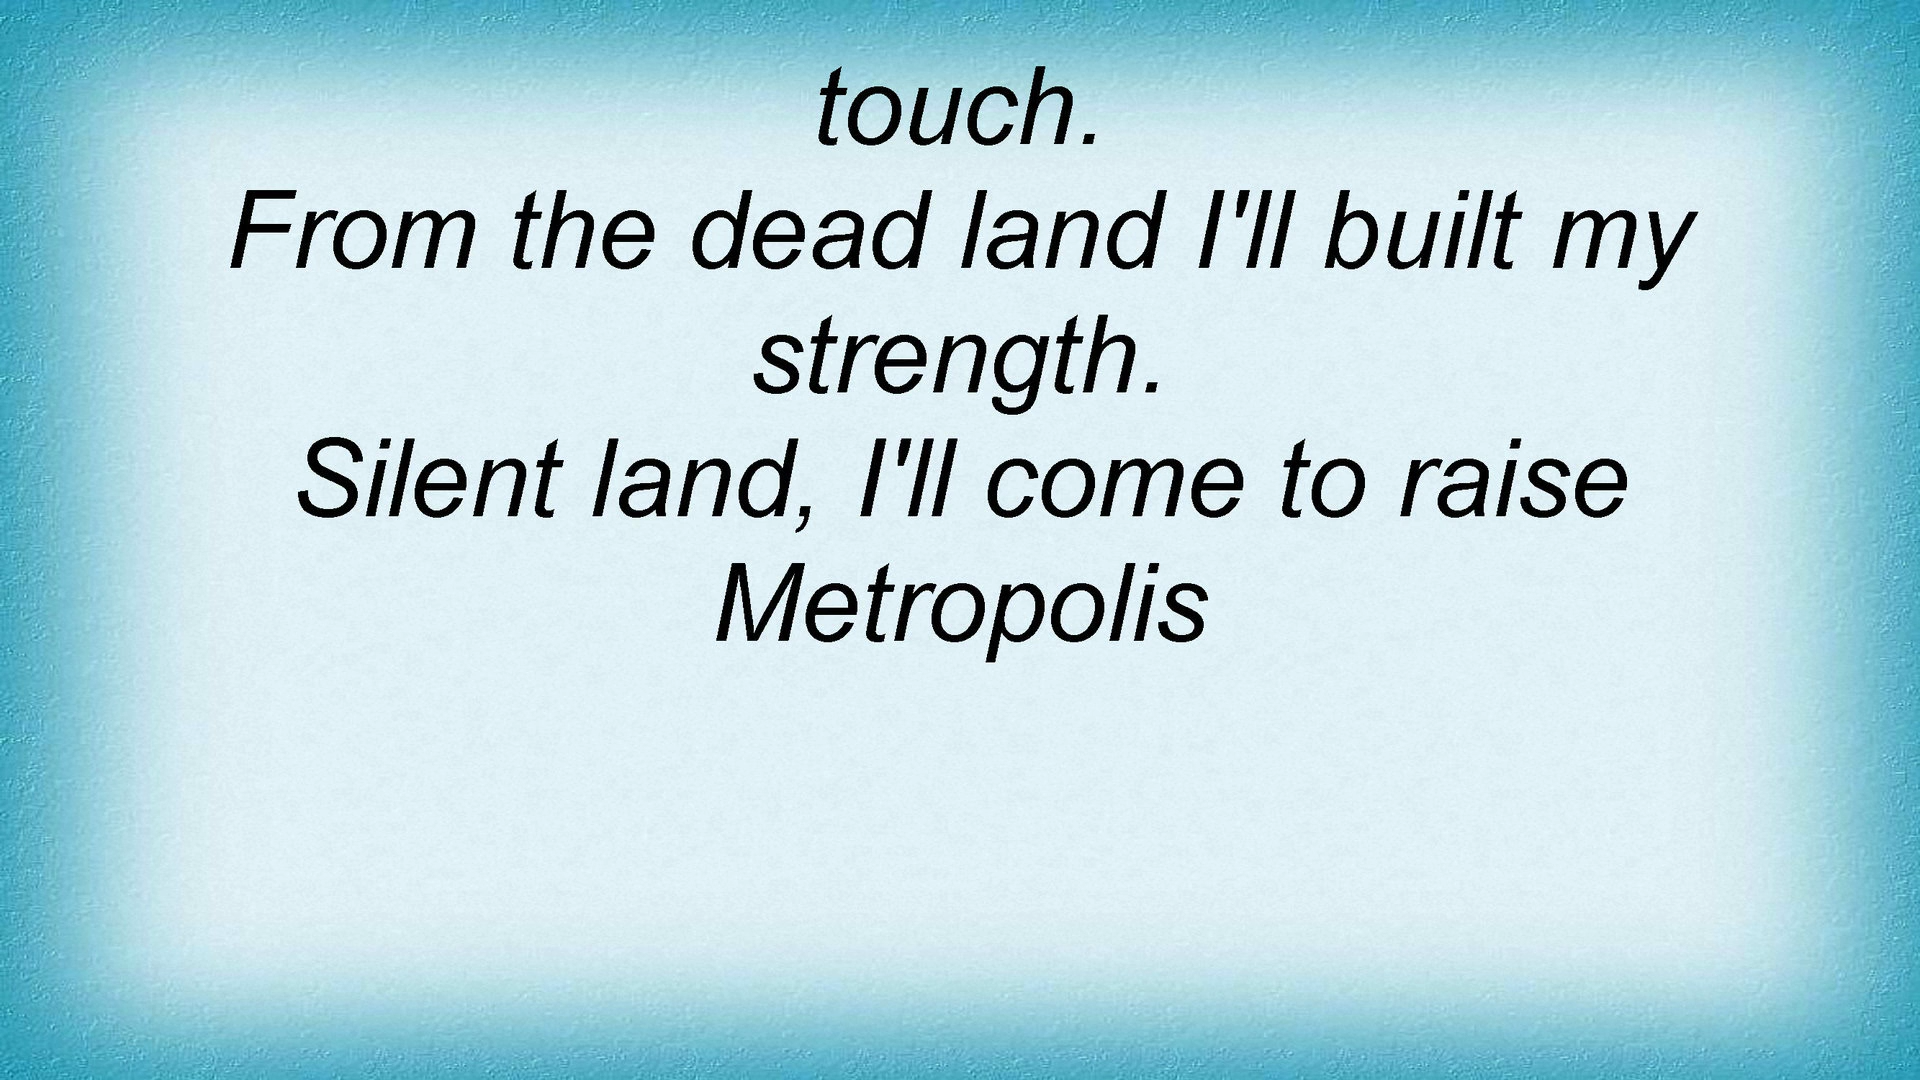 touch.
From the dead land I'll built my
strength.
Silent land, I'll come to raise
Metropolis